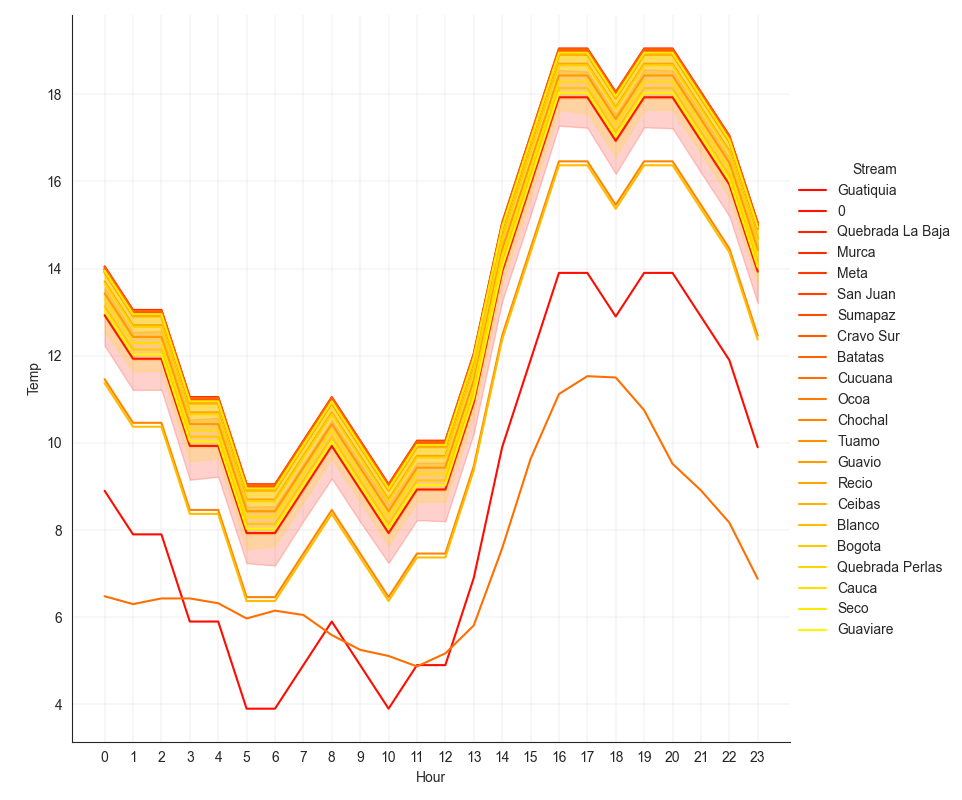 18
16
14
12
10
8
6
4
Temp
0 1 2 3 4 5 6 7 8 9 10 11 12 13 14 15 16 17 18 19 20 21 22 23
Hour
Stream
Guatiquia
0
Quebrada La Baja
Murca
Meta
San Juan
Sumapaz
Cravo Sur
Batatas
Cucuana
Ocoa
Chochal
Tuamo
Guavio
Recio
Ceibas
Blanco
Bogota
Quebrada Perlas
Cauca
Seco
Guaviare